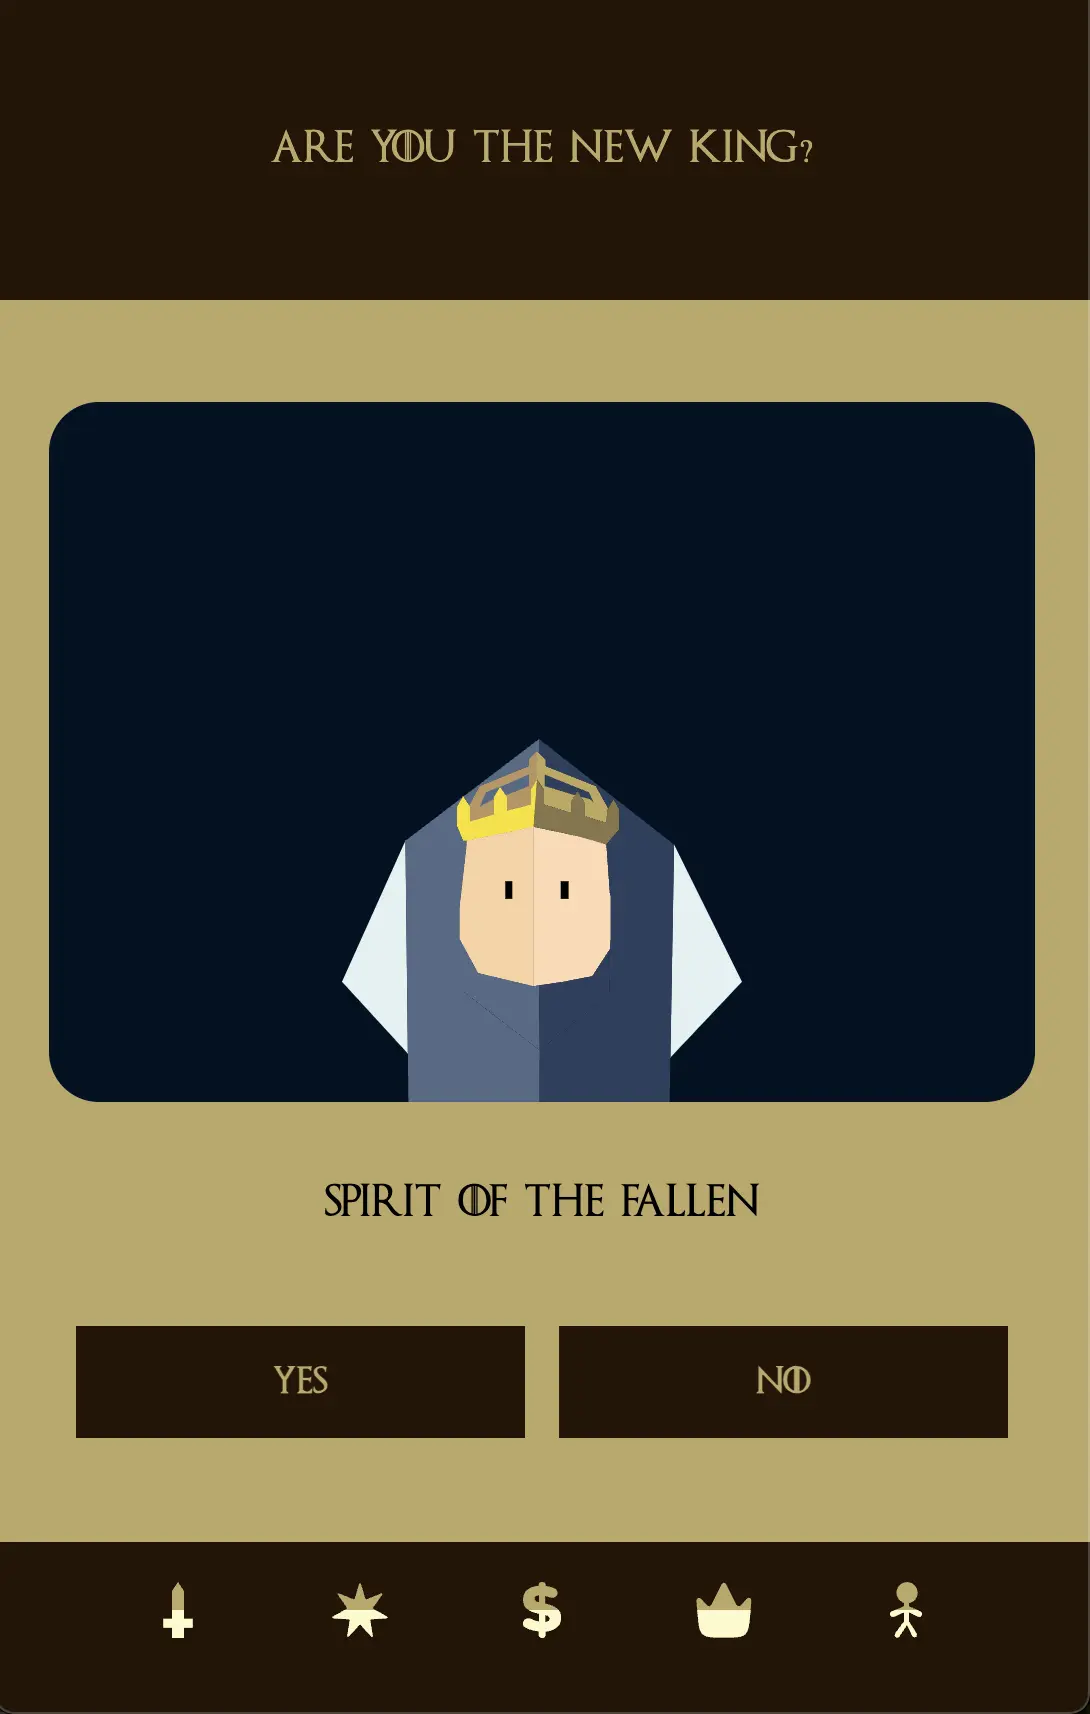 ARE YOU THE NEW KING?
SPIRIT OF THE FALLEN
YES
NO
$